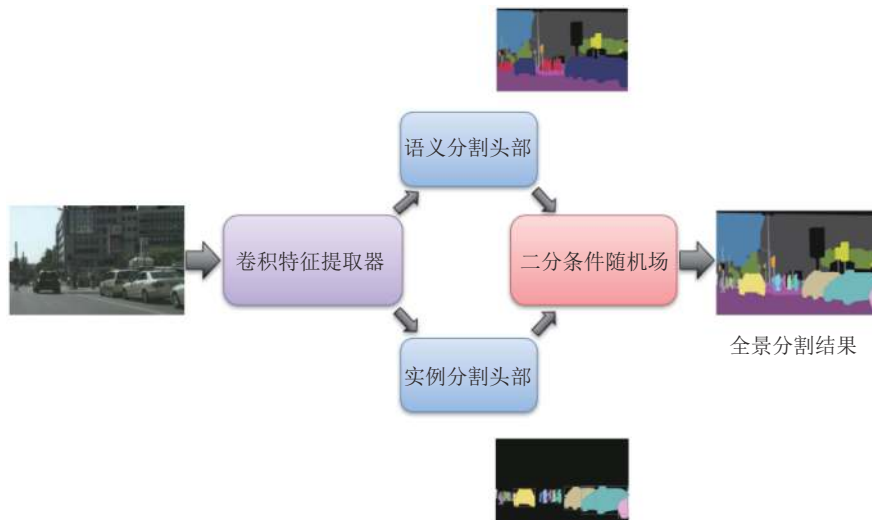 语义分割头部
卷积特征提取器
二分条件随机场
全景分割结果
实例分割头部